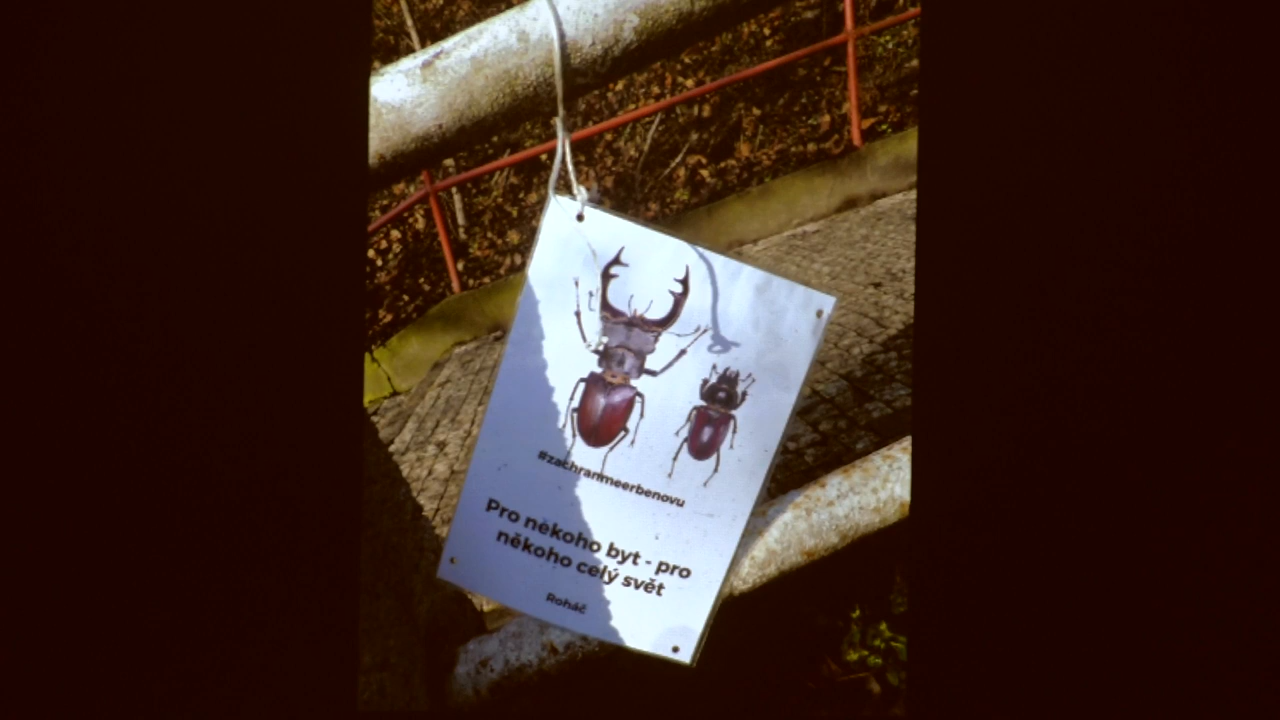 #zachranmeerbenovu
Pro někoho byt - pro
někoho celý svět
Roháč